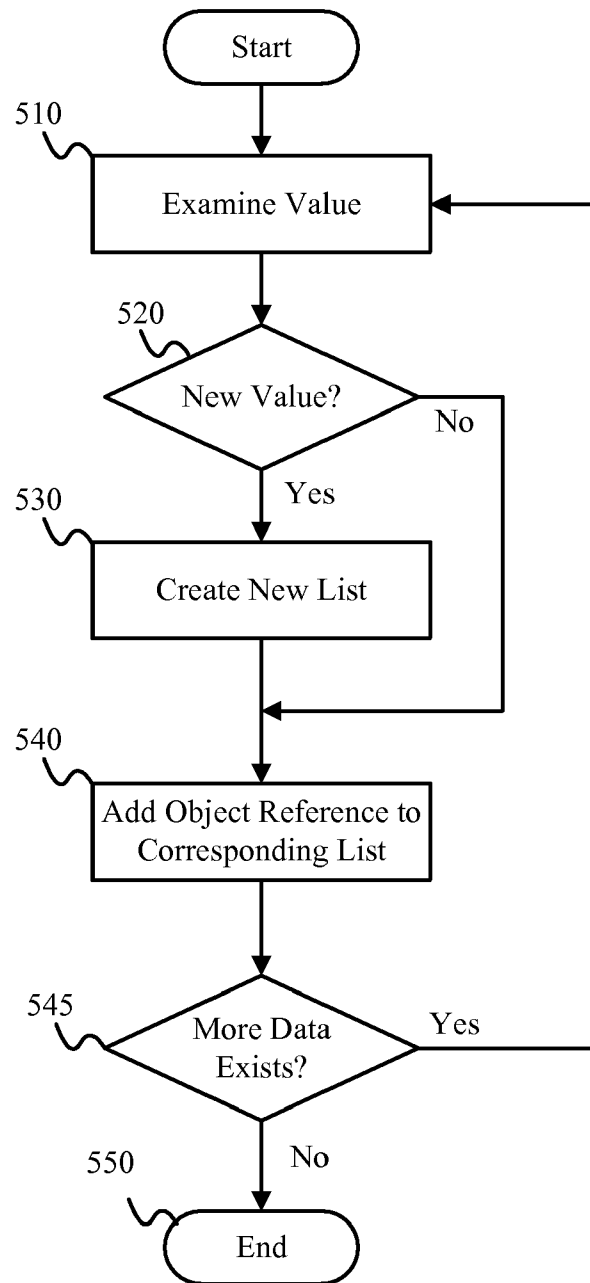 Start
510
Examine Value
520
New Value?
No
Yes
530
Create New List
540
Add Object Reference to
Corresponding List
545
More Data
Exists?
Yes
No
550
End